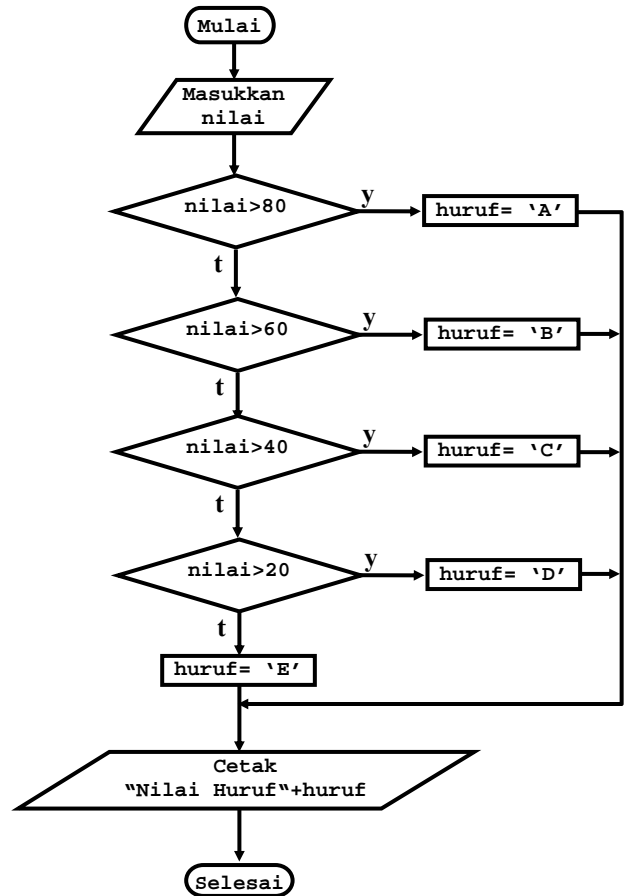 Mulai
Masukkan
nilai
nilai>80
y
huruf= ‘A’
t
nilai>60
y
huruf= ‘B’
t
nilai>40
y
huruf= ‘C’
t
nilai>20
y
huruf= ‘D’
t
huruf= ‘E’
Cetak
“Nilai Huruf“+huruf
Selesai